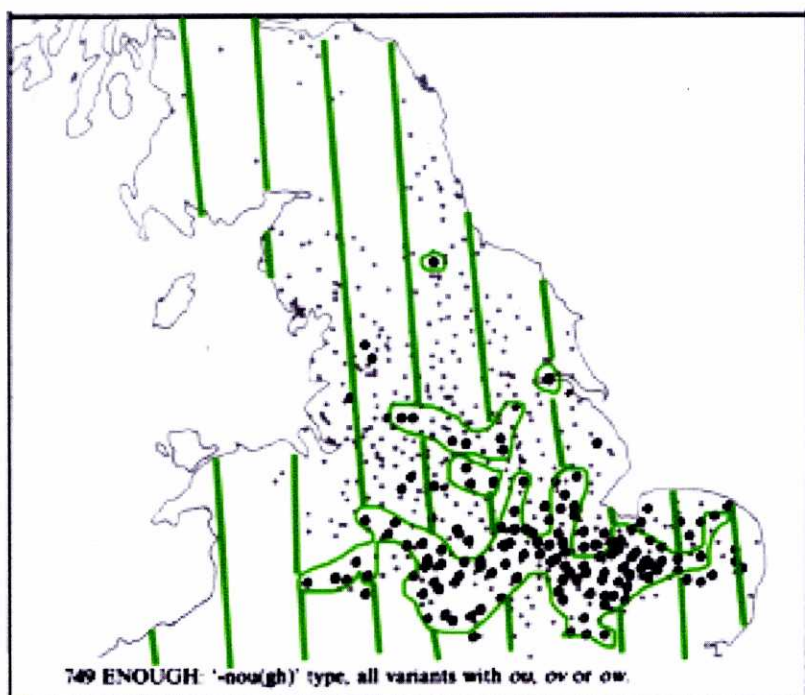 749 ENOUGH: '-nou(gh)' type, all variants with ou, ov or ow.